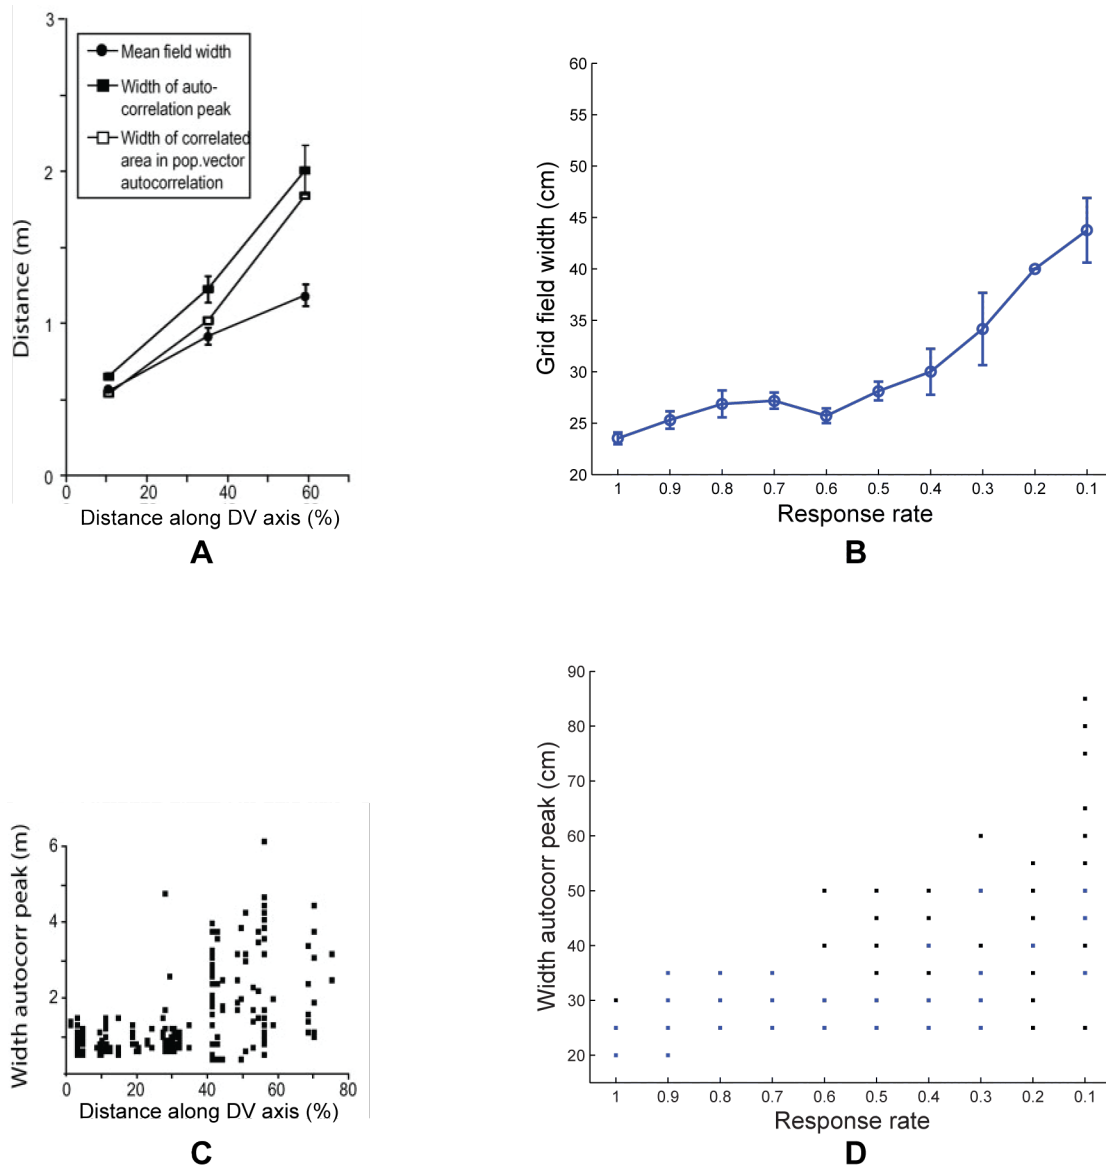 3
2
1
0
Distance (m)
Mean field width
Width of auto-
correlation peak
Width of correlated
area in pop.vector
autocorrelation
0 20 40 60
Distance along DV axis (%)
A
60
55
50
45
40
35
30
25
20
Grid field width (cm)
1 0.9 0.8 0.7 0.6 0.5 0.4 0.3 0.2 0.1
Response rate
B
6
4
2
Width autocorr peak (m)
0 20 40 60 80
Distance along DV axis (%)
C
90
80
70
60
50
40
30
20
Width autocorr peak (cm)
1 0.9 0.8 0.7 0.6 0.5 0.4 0.3 0.2 0.1
Response rate
D